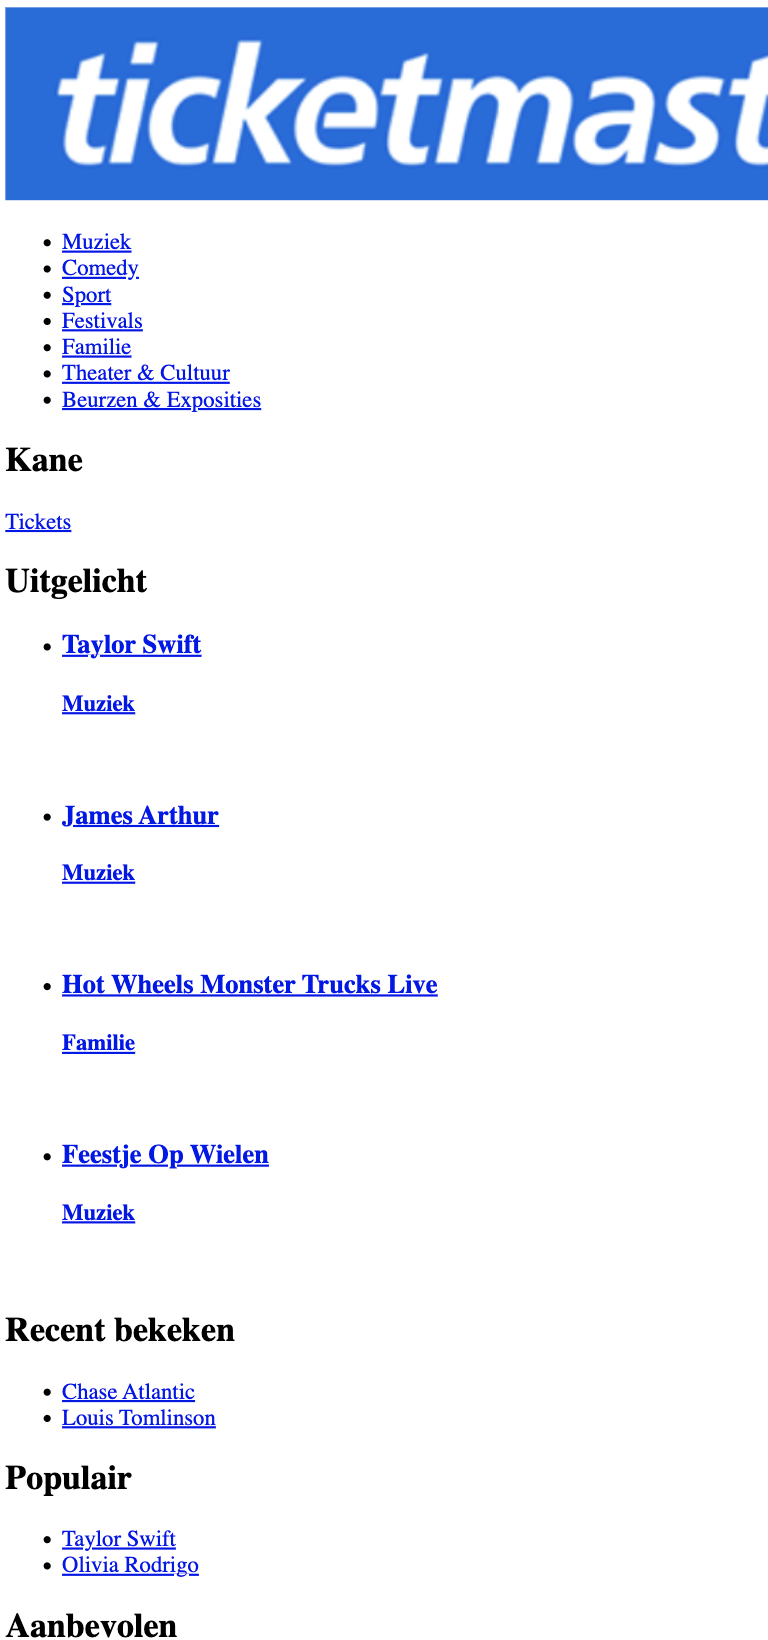 ticketmast
Muziek
Comedy
Sport
Festivals
Familie
Theater & Cultuur
Beurzen & Exposities
Kane
Tickets
Uitgelicht
Taylor Swift
Muziek
James Arthur
Muziek
Hot Wheels Monster Trucks Live
Familie
Feestje Op Wielen
Muziek
Recent bekeken
Chase Atlantic
Louis Tomlinson
Populair
Taylor Swift
Olivia Rodrigo
Aanbevolen